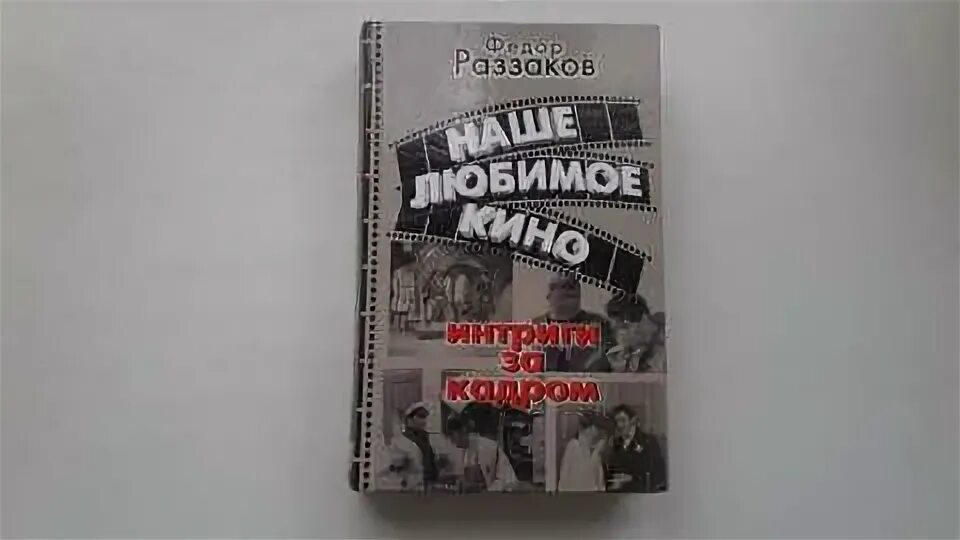 Федор
Раззаков
НАШЕ
ЛЮБИМОЕ
КИНО
интриги
за
кадром